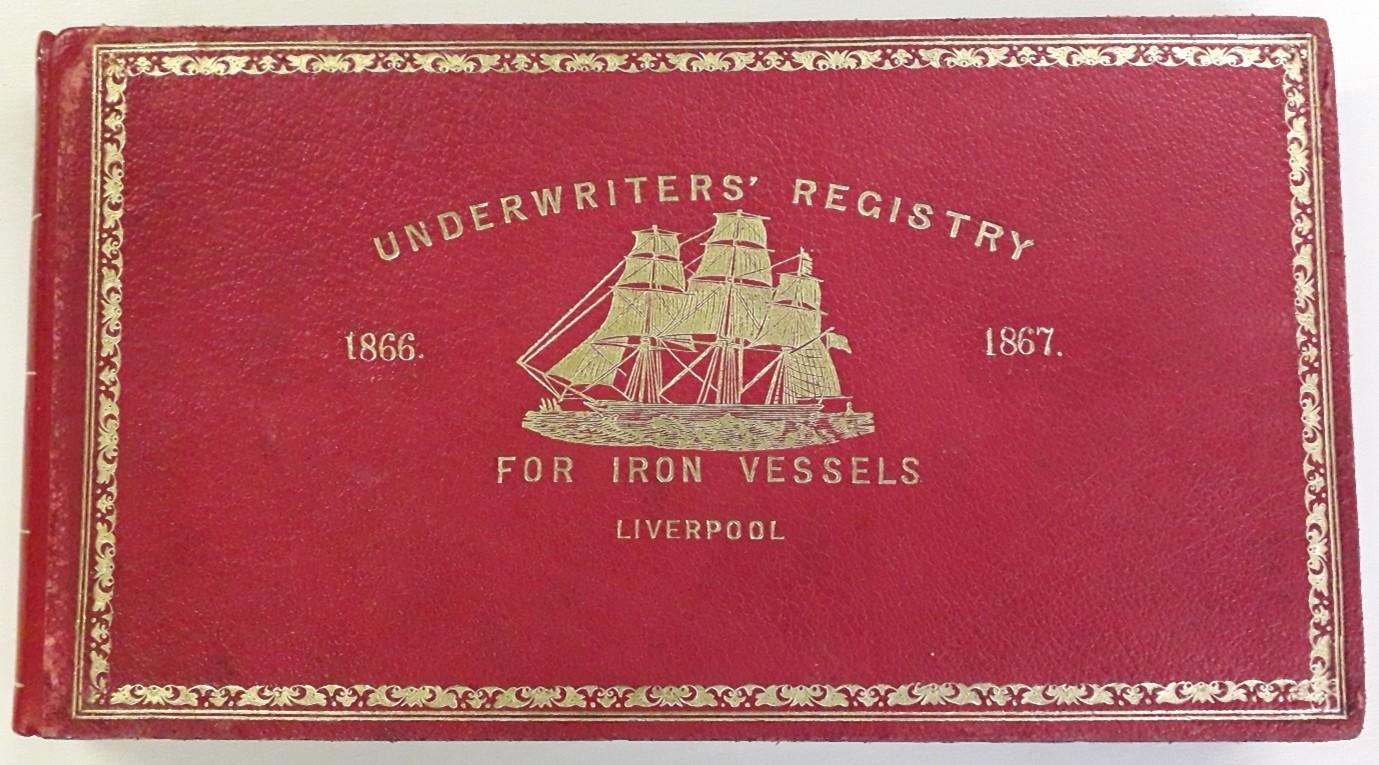 UNDERWRITERS' REGISTRY
1866. 1867.
FOR IRON VESSELS
LIVERPOOL